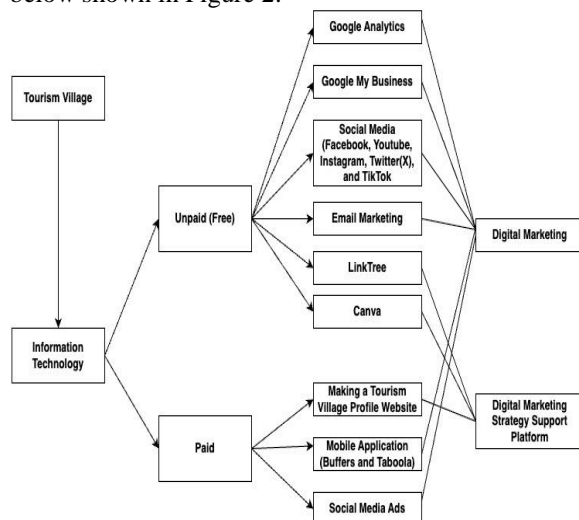 below shown in Figure 2.
Google Analytics
Tourism Village
Google My Business
Social Media
(Facebook, Youtube,
Instagram, Twitter(X),
and TikTok
Unpaid (Free)
Email Marketing
Digital Marketing
LinkTree
Canva
Information
Technology
Making a Tourism
Village Profile Website
Digital Marketing
Strategy Support
Platform
Paid
Mobile Application
(Buffers and Taboola)
Social Media Ads